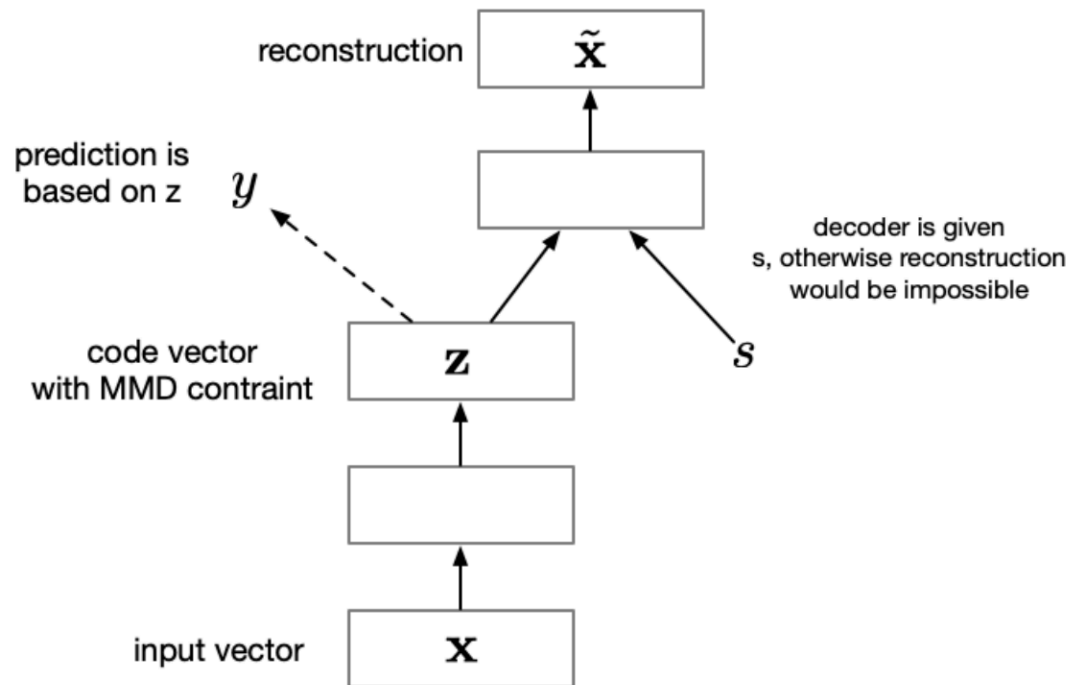 reconstruction
x̃
prediction is
based on z
y
decoder is given
s, otherwise reconstruction
would be impossible
code vector
with MMD contraint
z
s
input vector
x